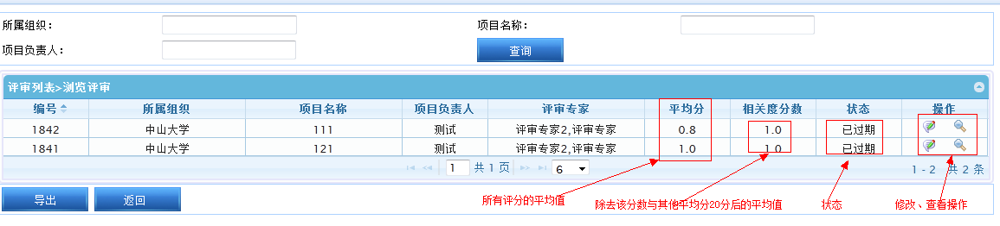 所属组织： 项目名称：
项目负责人： 查询
评审列表>浏览评审
编号 所属组织 项目名称 项目负责人 评审专家 平均分 相关度分数 状态 操作
1842 中山大学 111 测试 评审专家2,评审专家 0.8 1.0 已过期
1841 中山大学 121 测试 评审专家2,评审专家 1.0 1.0 已过期
1 共 1 页 6 1 - 2 共 2 条
导出 返回 所有评分的平均值 除去该分数与其他平均分20分后的平均值 状态 修改、查看操作